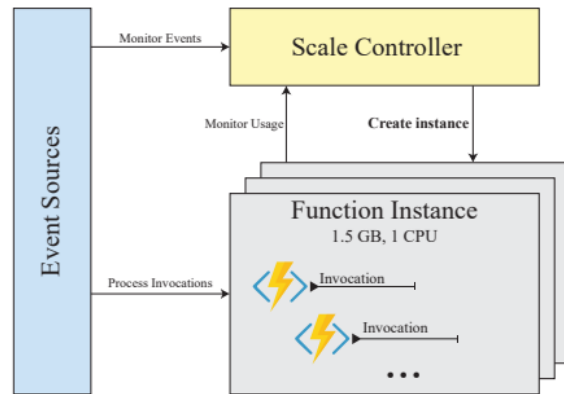 Monitor Events
Scale Controller
Monitor Usage
Create instance
Event Sources
Function Instance
1.5 GB, 1 CPU
Process Invocations
Invocation
Invocation
...